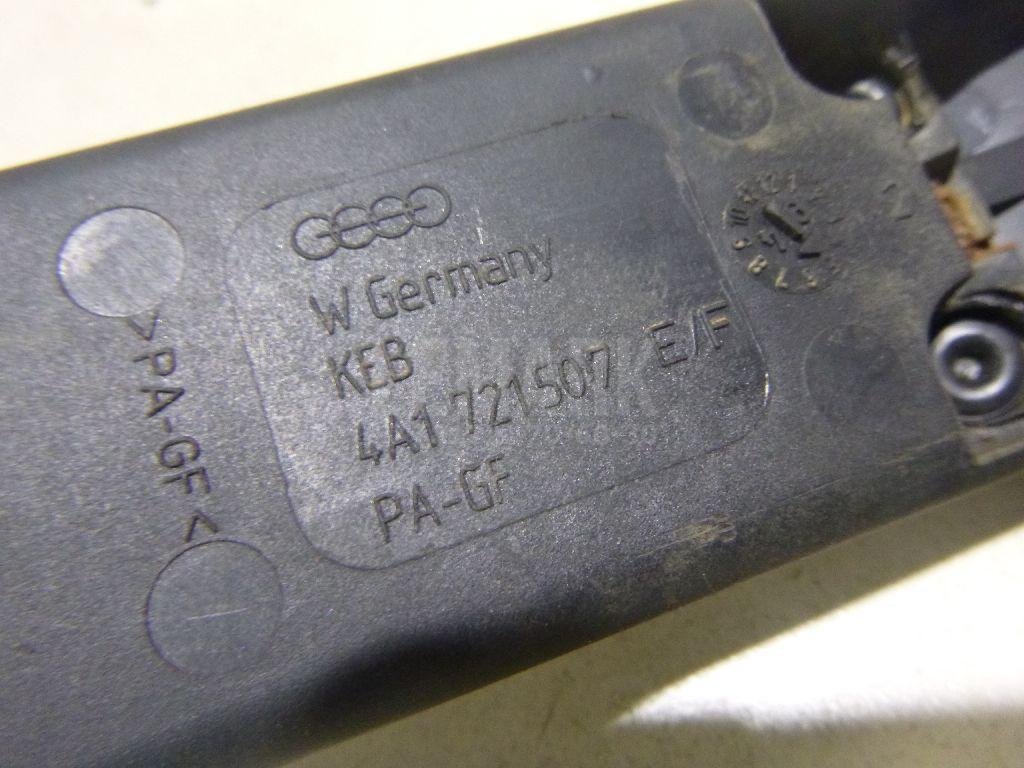 W Germany
KEB
4A1 721507 E/F
PA-GF
>PA-GF<